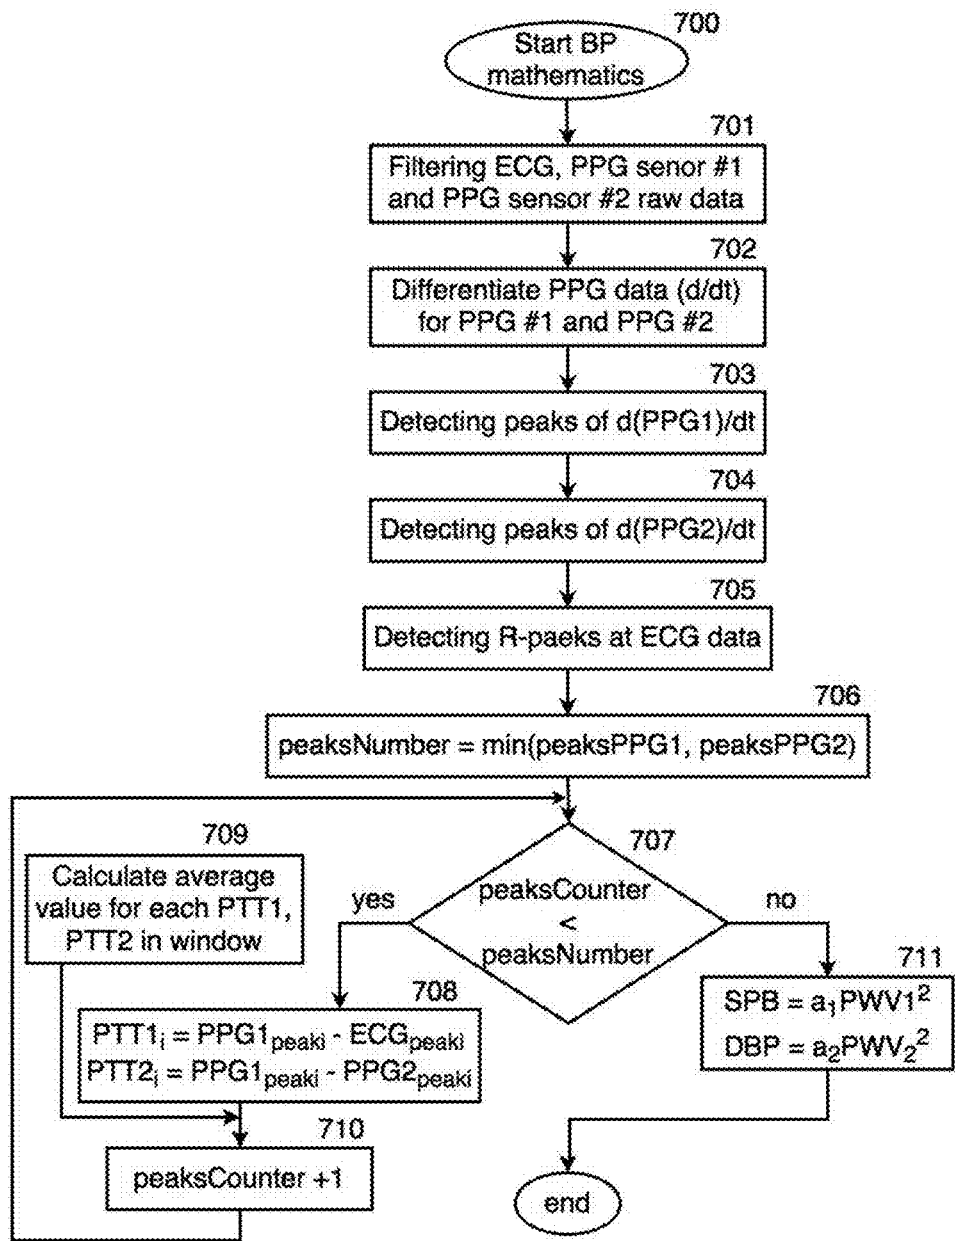 700
Start BP
mathematics
701
Filtering ECG, PPG senor #1
and PPG sensor #2 raw data
702
Differentiate PPG data (d/dt)
for PPG #1 and PPG #2
703
Detecting peaks of d(PPG1)/dt
704
Detecting peaks of d(PPG2)/dt
705
Detecting R-paeks at ECG data
706
peaksNumber = min(peaksPPG1, peaksPPG2)
707
peaksCounter
<
peaksNumber
yes
no
709
Calculate average
value for each PTT1,
PTT2 in window
708
PTT1ᵢ = PPG1peaki - ECGpeaki
PTT2ᵢ = PPG1peaki - PPG2peaki
711
SPB = a₁PWV1²
DBP = a₂PWV₂²
710
peaksCounter +1
end